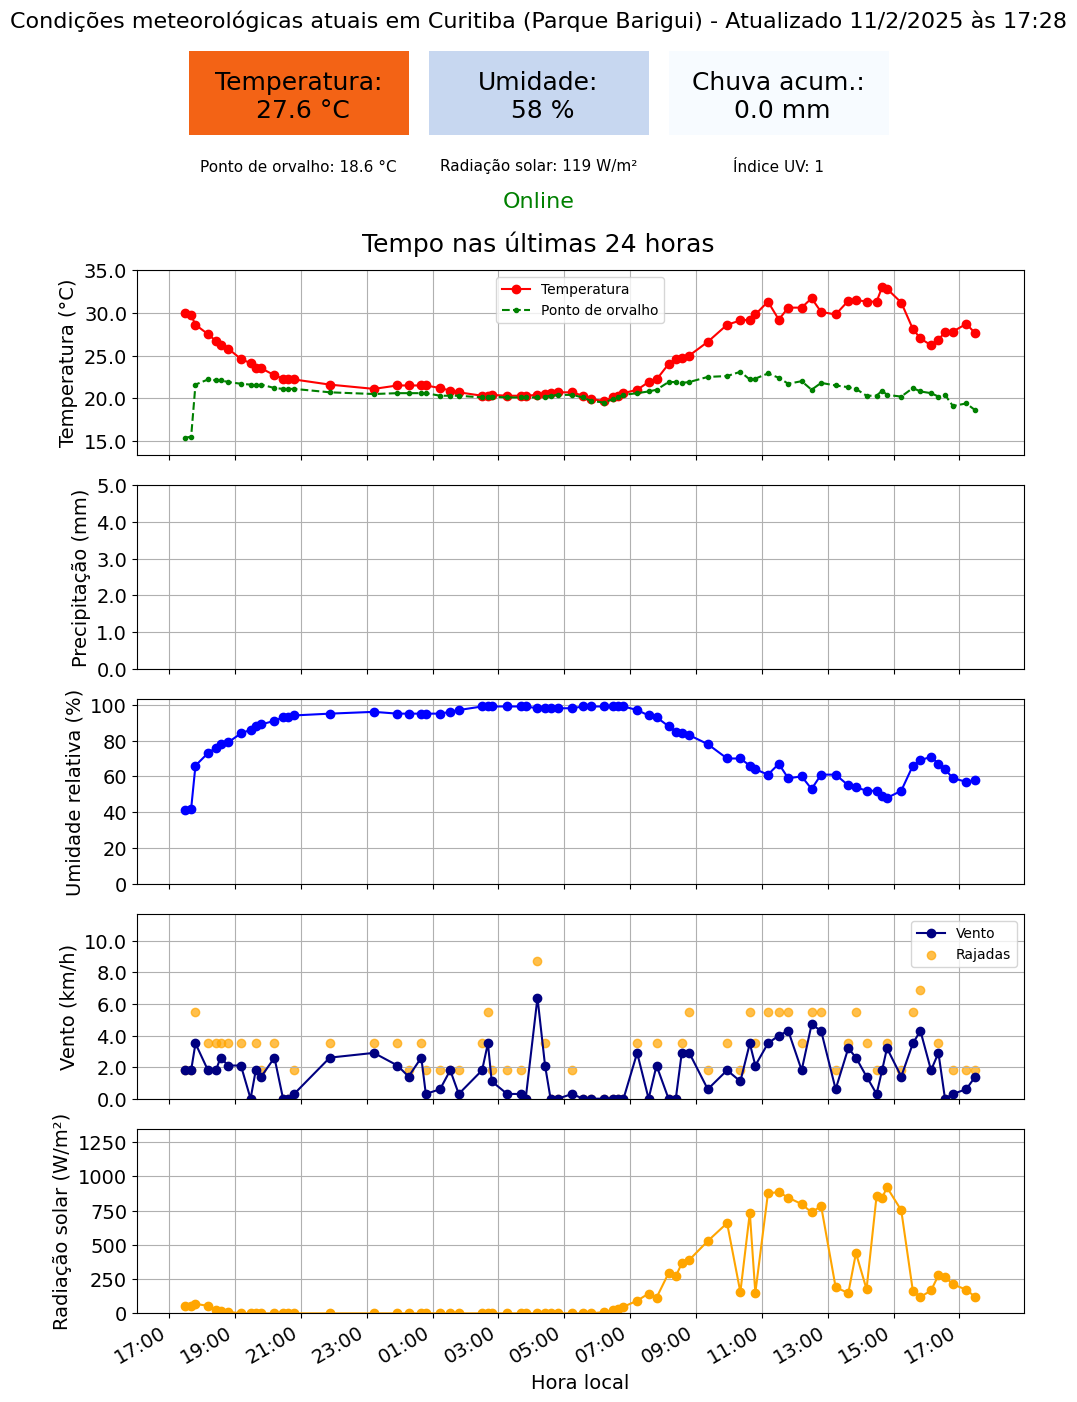 Condições meteorológicas atuais em Curitiba (Parque Barigui) - Atualizado 11/2/2025 às 17:28
Temperatura:
27.6 °C
Umidade:
58 %
Chuva acum.:
0.0 mm
Ponto de orvalho: 18.6 °C
Radiação solar: 119 W/m²
Índice UV: 1
Online
Tempo nas últimas 24 horas
Temperatura (°C)
35.0
30.0
25.0
20.0
15.0
Temperatura
Ponto de orvalho
Precipitação (mm)
5.0
4.0
3.0
2.0
1.0
0.0
Umidade relativa (%)
100
80
60
40
20
0
Vento (km/h)
10.0
8.0
6.0
4.0
2.0
0.0
Vento
Rajadas
Radiação solar (W/m²)
1250
1000
750
500
250
0
17:00
19:00
21:00
23:00
01:00
03:00
05:00
07:00
09:00
11:00
13:00
15:00
17:00
Hora local